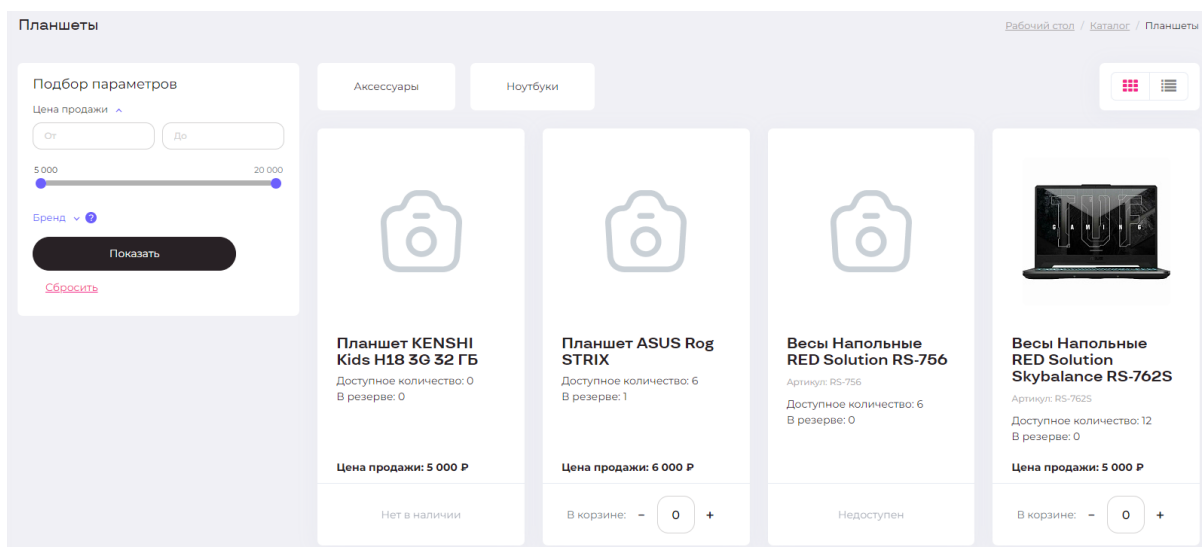 Планшеты
Рабочий стол / Каталог / Планшеты
Подбор параметров
Цена продажи
От
До
5 000
20 000
Бренд ?
Показать
Сбросить
Аксессуары
Ноутбуки
Планшет KENSHI
Kids H18 3G 32 ГБ
Доступное количество: 0
В резерве: 0
Цена продажи: 5 000 ₽
Нет в наличии
Планшет ASUS Rog
STRIX
Доступное количество: 6
В резерве: 1
Цена продажи: 6 000 ₽
В корзине: - 0 +
Весы Напольные
RED Solution RS-756
Артикул: RS-756
Доступное количество: 6
В резерве: 0
Недоступен
TUF
GAMING
Весы Напольные
RED Solution
Skybalance RS-762S
Артикул: RS-762S
Доступное количество: 12
В резерве: 0
Цена продажи: 5 000 ₽
В корзине: - 0 +